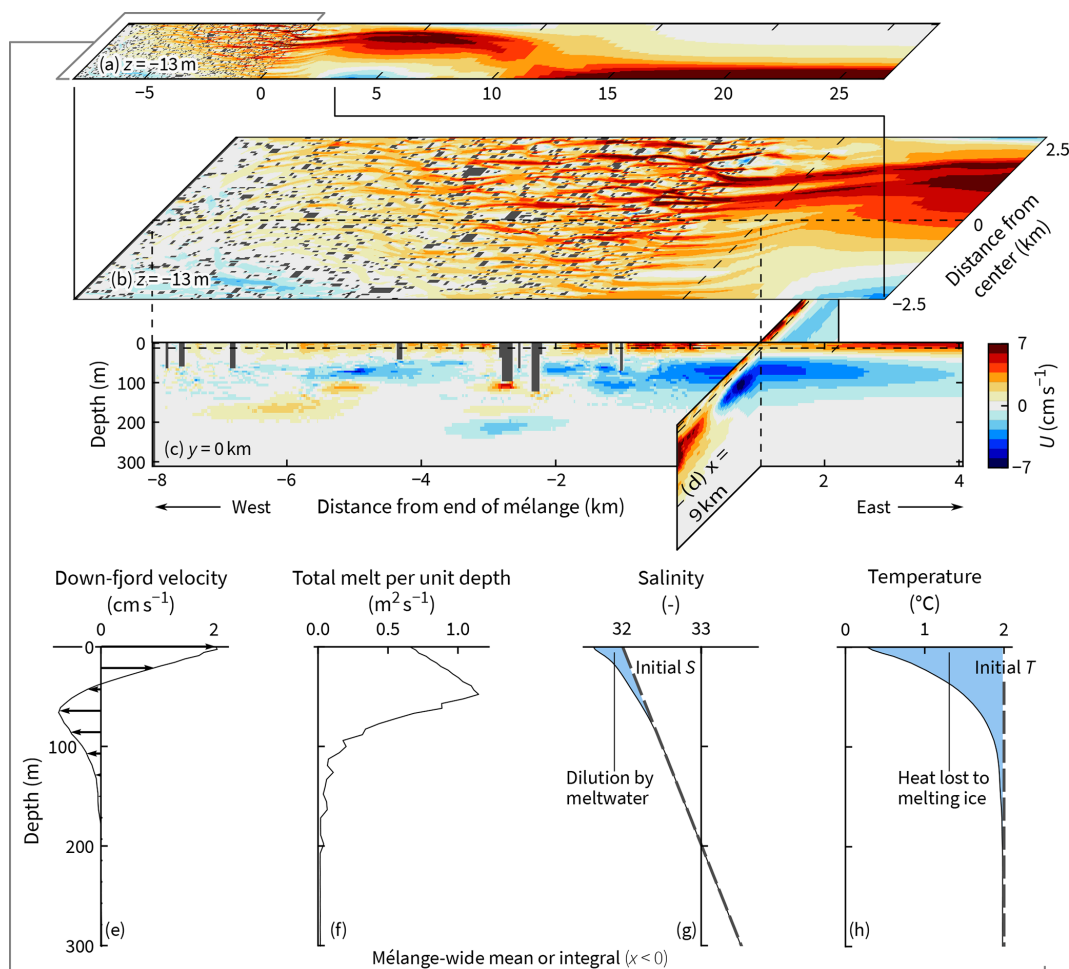 (a) z = −13 m
−5 0 5 10 15 20 25
(b) z = −13 m
2.5
0
−2.5
Distance from
center (km)
0
100
200
300
Depth (m)
(c) y = 0 km
(d) x =
9 km
−8 −6 −4 −2 2 4
West
Distance from end of mélange (km)
East
7
0
−7
U (cm s⁻¹)
Down-fjord velocity
(cm s⁻¹)
0 2
0
100
200
300
Depth (m)
(e)
Total melt per unit depth
(m² s⁻¹)
0.0 0.5 1.0
(f)
Salinity
(-)
32 33
Initial S
Dilution by
meltwater
(g)
Temperature
(°C)
0 1 2
Initial T
Heat lost to
melting ice
(h)
Mélange-wide mean or integral (x < 0)